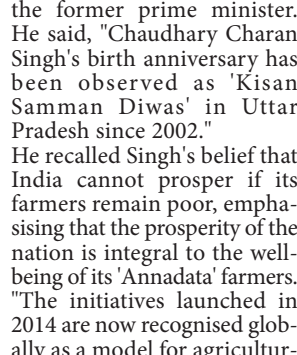 the former prime minister.
He said, "Chaudhary Charan
Singh's birth anniversary has
been observed as 'Kisan
Samman Diwas' in Uttar
Pradesh since 2002."
He recalled Singh's belief that
India cannot prosper if its
farmers remain poor, empha-
sising that the prosperity of the
nation is integral to the well-
being of its 'Annadata' farmers.
"The initiatives launched in
2014 are now recognised glob-
ally as a model for agricultur-